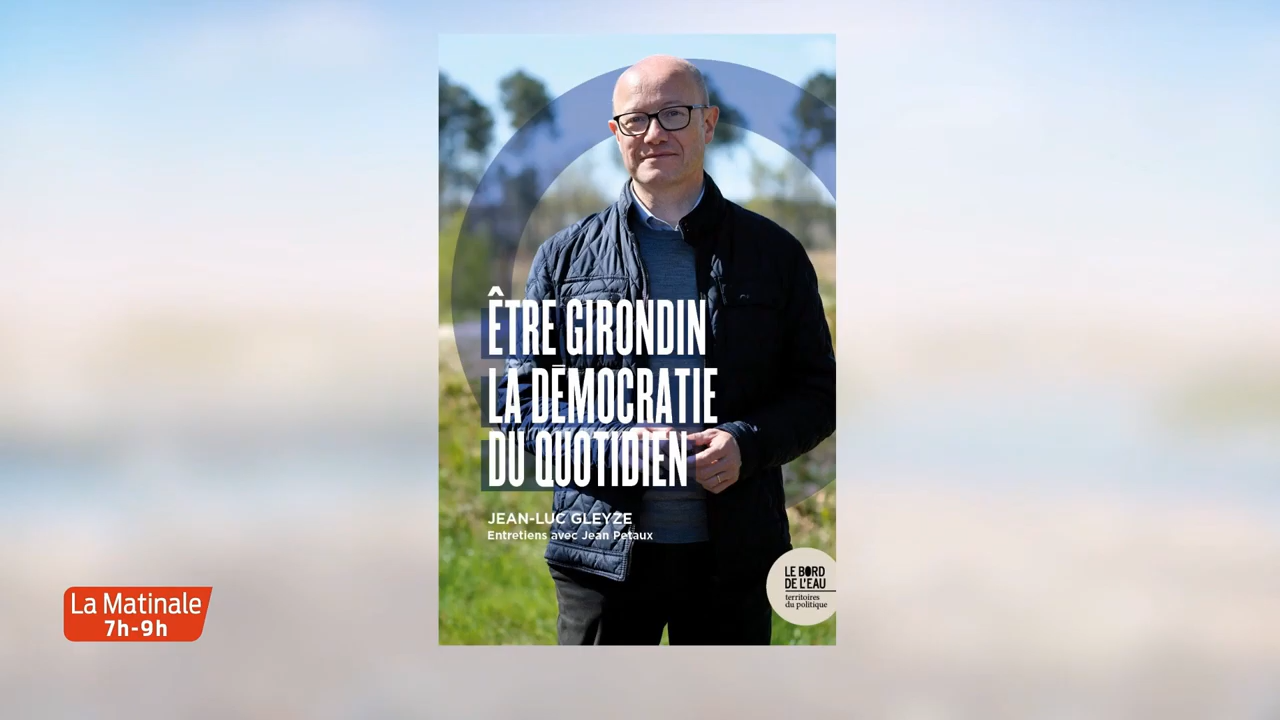 ÊTRE GIRONDIN
LA DĒMOCRATIE
DU QUOTIDIEN
JEAN-LUC GLEYZE
Entretiens avec Jean Petaux
LE BORD
DE L'EAU
territoires
du politique
La Matinale
7h-9h